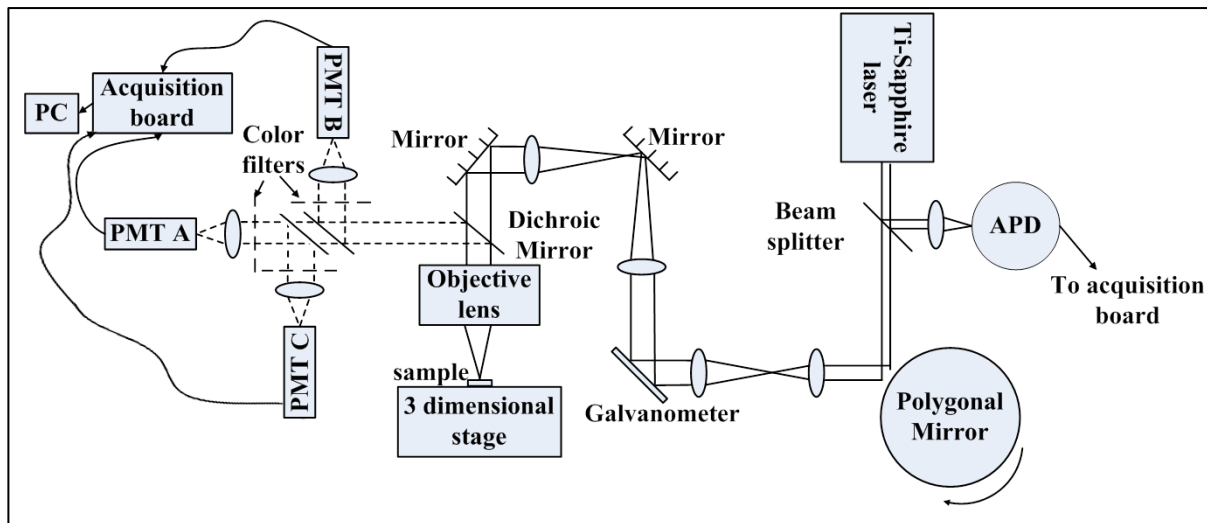 PC
Acquisition
board
PMT B
Color
filters
PMT A
PMT C
Mirror
Mirror
Dichroic
Mirror
Objective
lens
sample
3 dimensional
stage
Galvanometer
Ti-Sapphire
laser
Beam
splitter
APD
To acquisition
board
Polygonal
Mirror